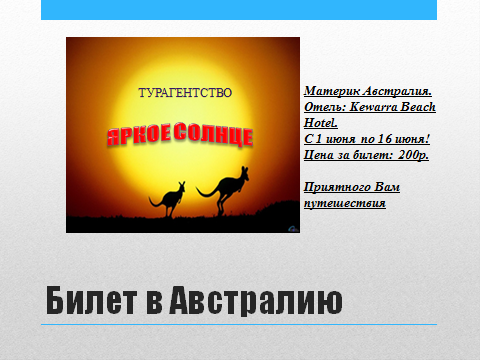 ТУРАГЕНТСТВО
ЯРКОЕ СОЛНЦЕ
Материк Австралия.
Отель: Kewarra Beach
Hotel.
С 1 июня по 16 июня!
Цена за билет: 200р.
Приятного Вам
путешествия
Билет в Австралию